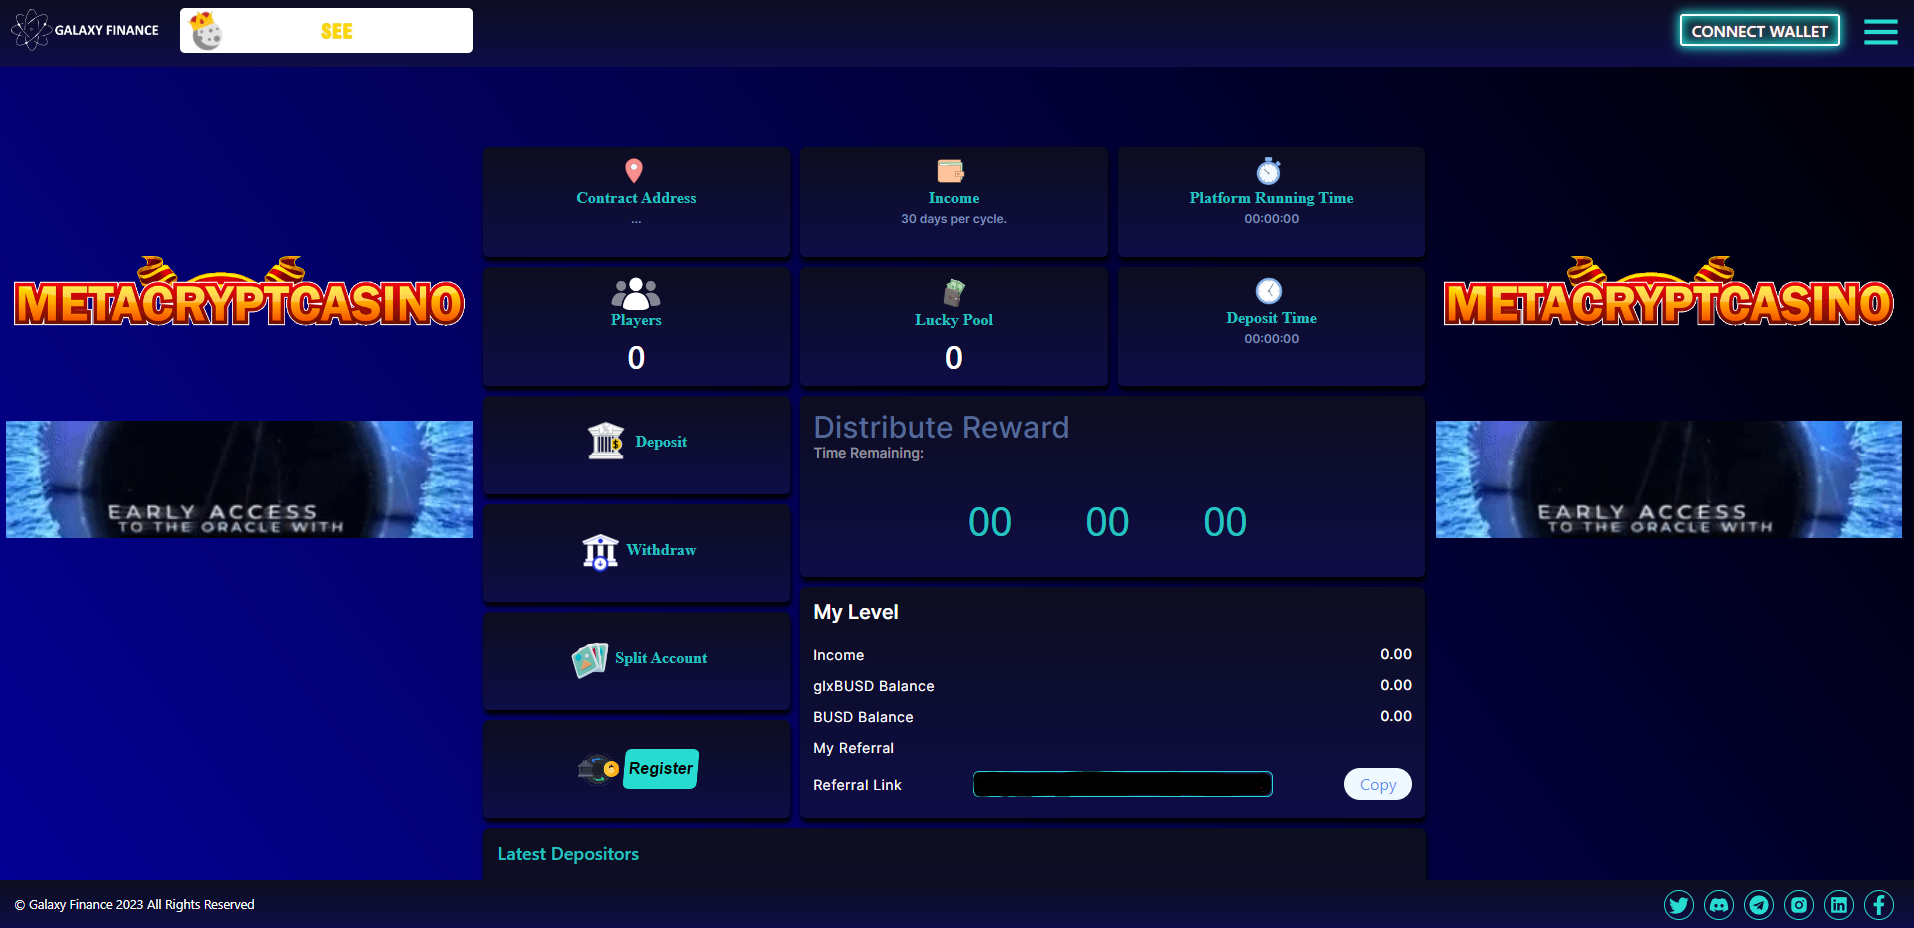 GALAXY FINANCE
SEE
CONNECT WALLET
Contract Address
...
Income
30 days per cycle.
Platform Running Time
00:00:00
METACRYPTCASINO
METACRYPTCASINO
Players
0
Lucky Pool
0
Deposit Time
00:00:00
EARLY ACCESS
TO THE ORACLE WITH
EARLY ACCESS
TO THE ORACLE WITH
Deposit
Withdraw
Split Account
Register
Distribute Reward
Time Remaining:
00 00 00
My Level
Income 0.00
glxBUSD Balance 0.00
BUSD Balance 0.00
My Referral
Referral Link Copy
Latest Depositors
© Galaxy Finance 2023 All Rights Reserved